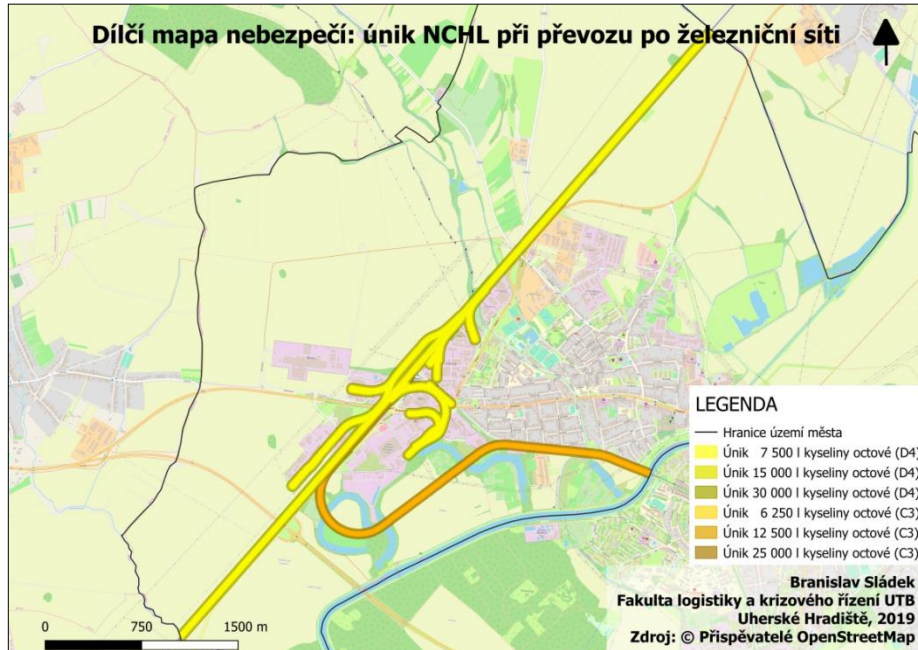 Dílčí mapa nebezpečí: únik NCHL při převozu po železniční síti
LEGENDA
Hranice území města
Únik 7 500 l kyseliny octové (D4)
Únik 15 000 l kyseliny octové (D4)
Únik 30 000 l kyseliny octové (D4)
Únik 6 250 l kyseliny octové (C3)
Únik 12 500 l kyseliny octové (C3)
Únik 25 000 l kyseliny octové (C3)
Branislav Sládek
Fakulta logistiky a krizového řízení UTB
Uherské Hradiště, 2019
Zdroj: © Přispěvatelé OpenStreetMap
0 750 1500 m